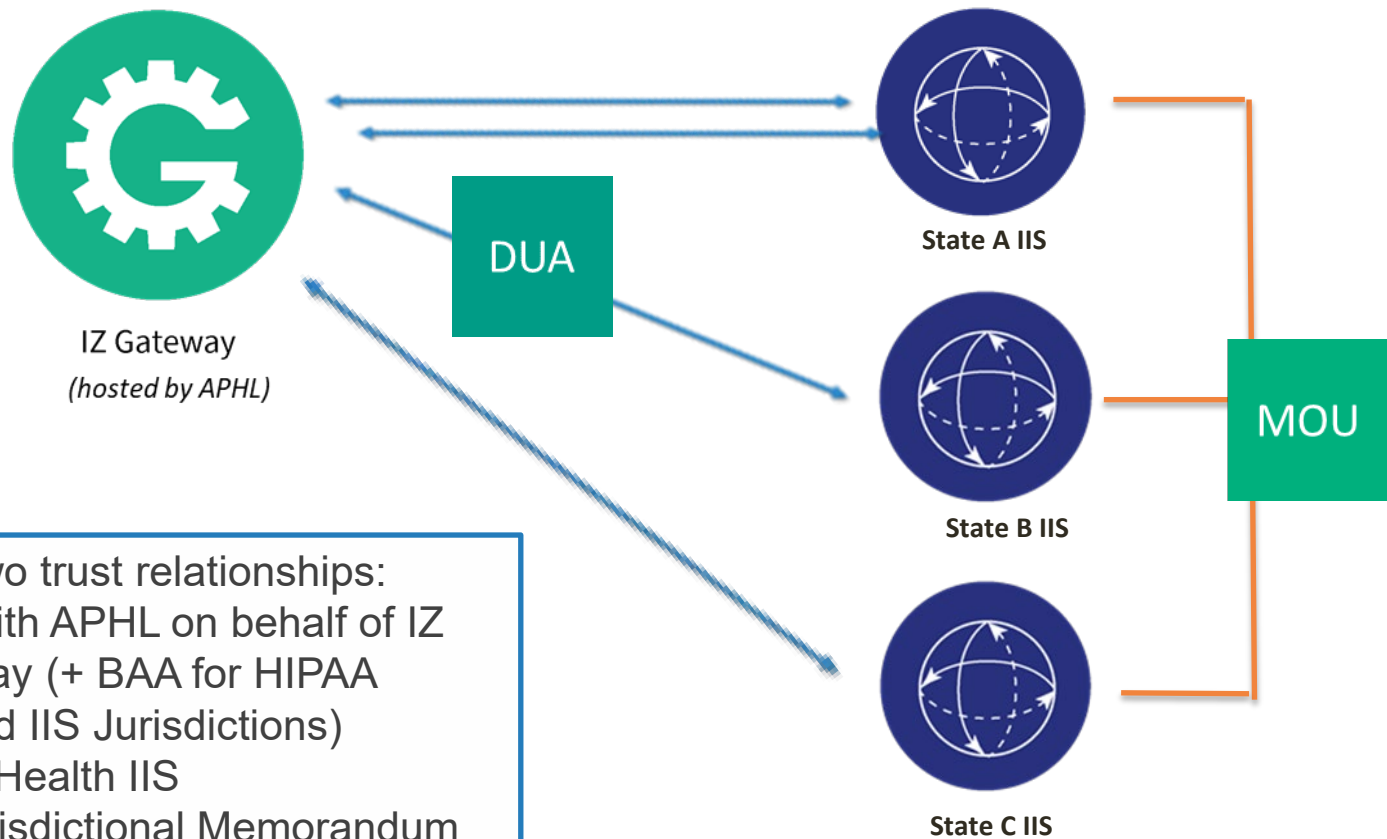 State A IIS
DUA
IZ Gateway
(hosted by APHL)
MOU
State B IIS
wo trust relationships:
ith APHL on behalf of IZ
ay (+ BAA for HIPAA
d IIS Jurisdictions)
Health IIS
isdictional Memorandum
State C IIS